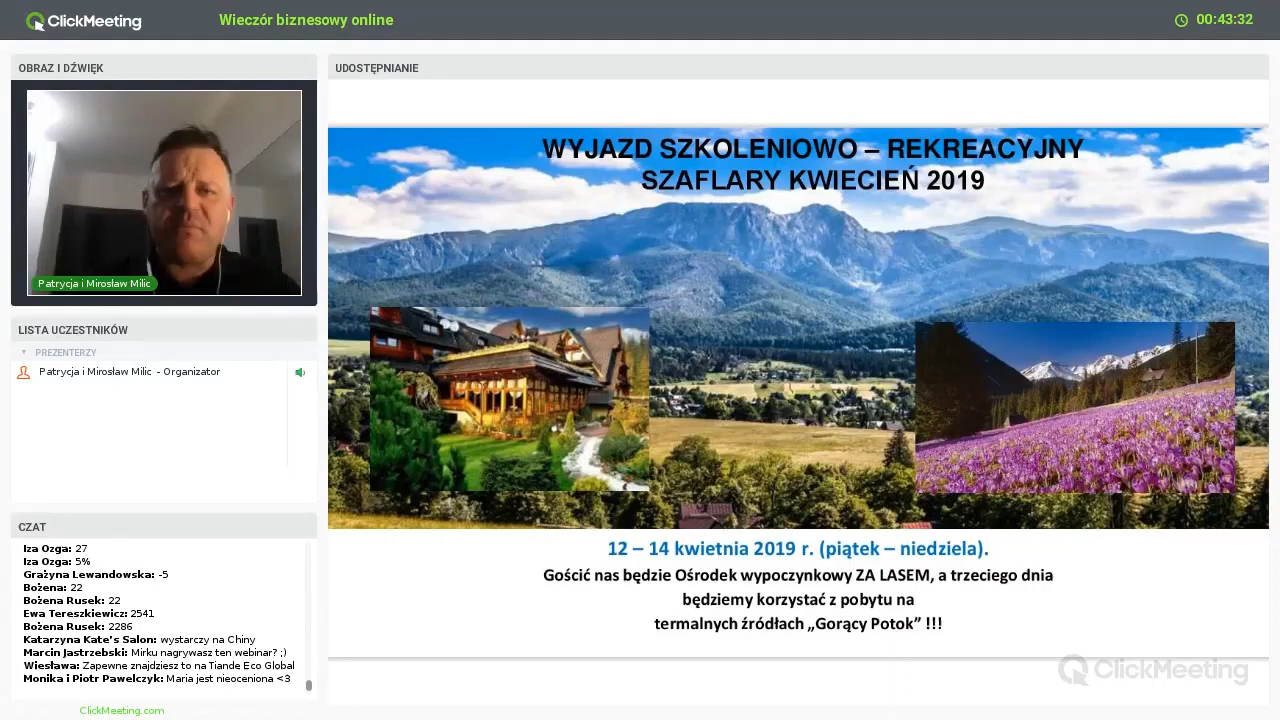 ClickMeeting
Wieczór biznesowy online
00:43:32
OBRAZ I DŹWIĘK
Patrycja i Mirosław Milic
LISTA UCZESTNIKÓW
PREZENTERZY
Patrycja i Mirosław Milic - Organizator
CZAT
Iza Ozga: 27
Iza Ozga: 5%
Grażyna Lewandowska: -5
Bożena: 22
Bożena Rusek: 22
Ewa Tereszkiewicz: 2541
Bożena Rusek: 2286
Katarzyna Kate's Salon: wystarczy na Chiny
Marcin Jastrzebski: Mirku nagrywasz ten webinar? ;)
Wiesława: Zapewne znajdziesz to na Tiande Eco Global
Monika i Piotr Pawelczyk: Maria jest nieoceniona <3
ClickMeeting.com
UDOSTĘPNIANIE
WYJAZD SZKOLENIOWO – REKREACYJNY
SZAFLARY KWIECIEŃ 2019
12 – 14 kwietnia 2019 r. (piątek – niedziela).
Gościć nas będzie Ośrodek wypoczynkowy ZA LASEM, a trzeciego dnia
będziemy korzystać z pobytu na
termalnych źródłach „Gorący Potok” !!!
ClickMeeting